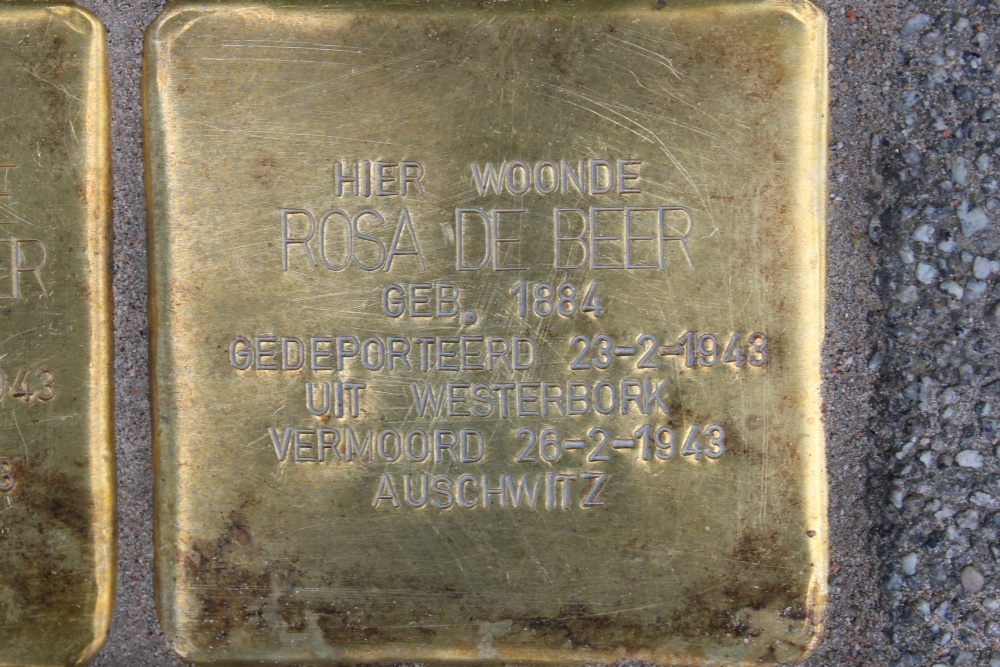 HIER WOONDE
ROSA DE BEER
GEB. 1884
GEDEPORTEERD 23-2-1943
UIT WESTERBORK
VERMOORD 26-2-1943
AUSCHWITZ